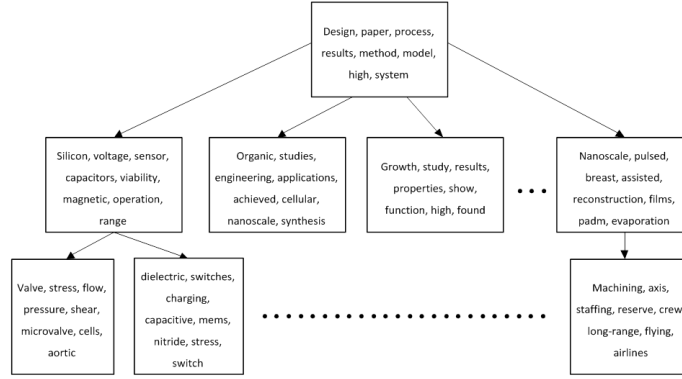 Design, paper, process,
results, method, model,
high, system
Silicon, voltage, sensor,
capacitors, viability,
magnetic, operation,
range
Organic, studies,
engineering, applications,
achieved, cellular,
nanoscale, synthesis
Growth, study, results,
properties, show,
function, high, found
Nanoscale, pulsed,
breast, assisted,
reconstruction, films,
padm, evaporation
Valve, stress, flow,
pressure, shear,
microvalve, cells,
aortic
dielectric, switches,
charging,
capacitive, mems,
nitride, stress,
switch
Machining, axis,
staffing, reserve, crew
long-range, flying,
airlines